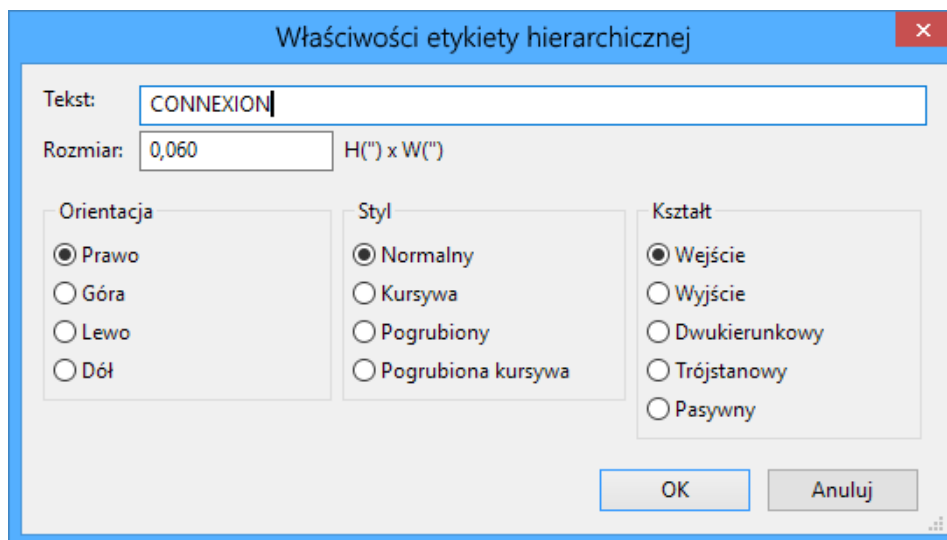 Właściwości etykiety hierarchicznej
Tekst: CONNEXION
Rozmiar: 0,060 H(") x W(")
Orientacja Styl Kształt
Prawo Normalny Wejście
Góra Kursywa Wyjście
Lewo Pogrubiony Dwukierunkowy
Dół Pogrubiona kursywa Trójstanowy
Pasywny
OK Anuluj